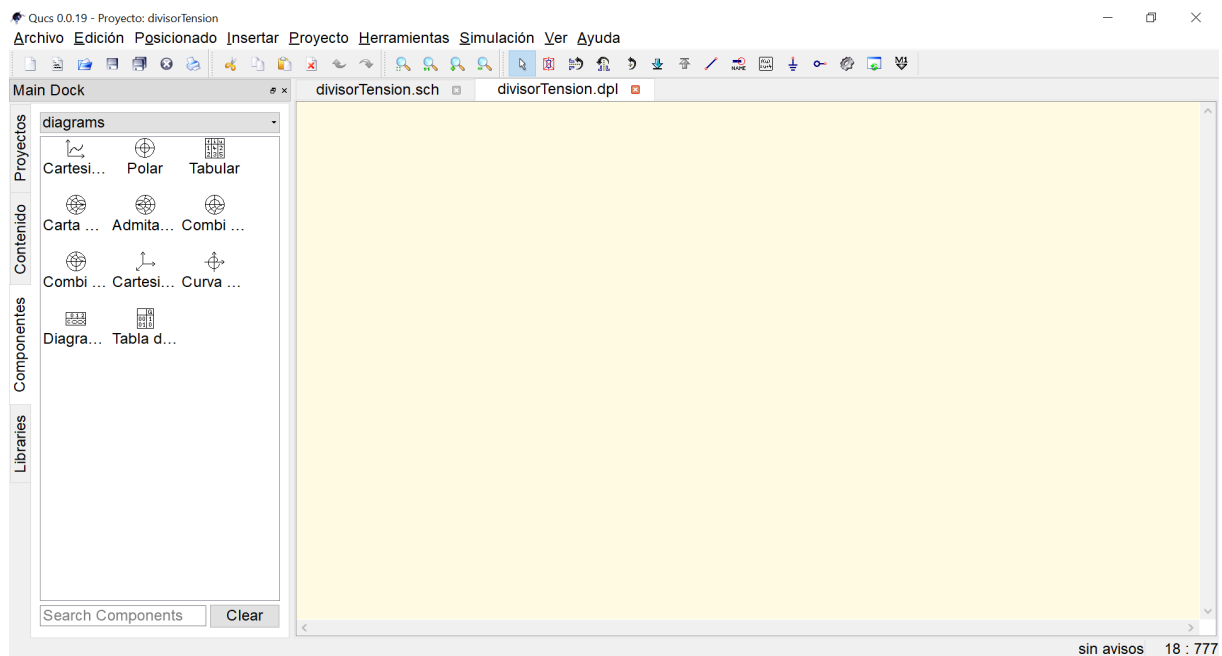 Qucs 0.0.19 - Proyecto: divisorTension
Archivo Edición Posicionado Insertar Proyecto Herramientas Simulación Ver Ayuda
Main Dock
divisorTension.sch
divisorTension.dpl
Proyectos
Contenido
Componentes
Libraries
diagrams
Cartesi... Polar Tabular
Carta ... Admita... Combi ...
Combi ... Cartesi... Curva ...
Diagra... Tabla d...
Search Components
Clear
sin avisos 18 : 777